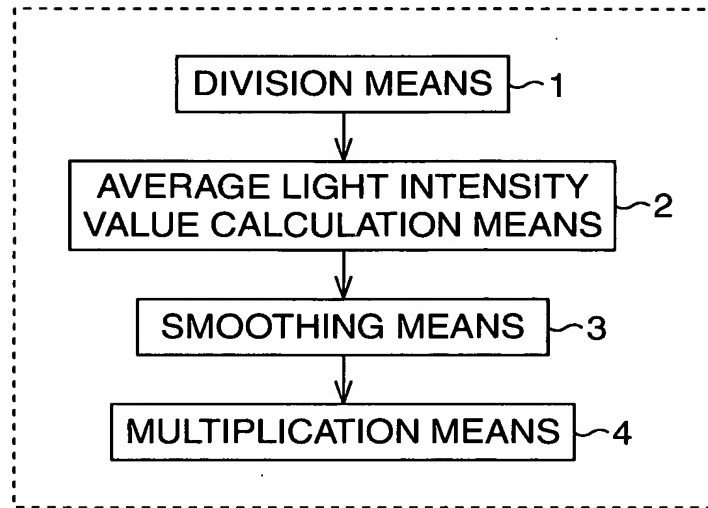 DIVISION MEANS 1
AVERAGE LIGHT INTENSITY
VALUE CALCULATION MEANS 2
SMOOTHING MEANS 3
MULTIPLICATION MEANS 4